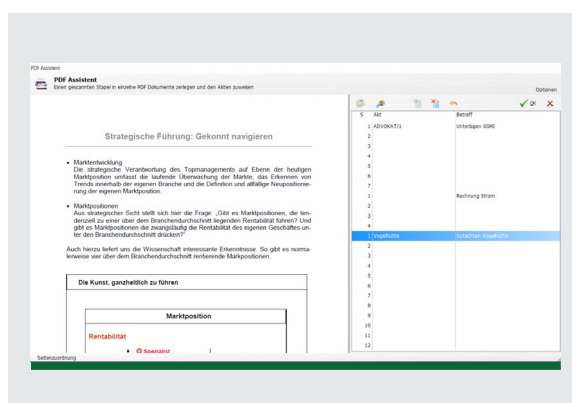 PDF Assistent
PDF Assistent
Einen gescannten Stapel in einzelne PDF Dokumente zerlegen und den Akten zuweisen
Optionen
OK
S Akt Betreff
1 ADVOKAT/1 Unterlagen SGMI
2
3
4
5
6
7
1 Rechnung Strom
2
3
4
1 Vogelhütte Gutachten Vogelhütte
2
3
4
5
6
7
8
9
10
11
12
Strategische Führung: Gekonnt navigieren
• Marktentwicklung
Die strategische Verantwortung des Topmanagements auf Ebene der heutigen
Marktposition umfasst die laufende Überwachung der Märkte, das Erkennen von
Trends innerhalb der eigenen Branche und die Definition und allfällige Neupositionie-
rung der eigenen Marktposition.
• Marktpositionen
Aus strategischer Sicht stellt sich hier die Frage: „Gibt es Marktpositionen, die ten-
denziell zu einer über dem Branchendurchschnitt liegenden Rentabilität führen? Und
gibt es Marktpositionen die zwangsläufig die Rentabilität des eigenen Geschäftes un-
ter den Branchendurchschnitt drücken?"
Auch hierzu liefert uns die Wissenschaft interessante Erkenntnisse. So gibt es norma-
lerweise vier über dem Branchendurchschnitt rentierende Markpositionen.
Die Kunst, ganzheitlich zu führen
Marktposition
Rentabilität
Spezialist
Seitenzuordnung